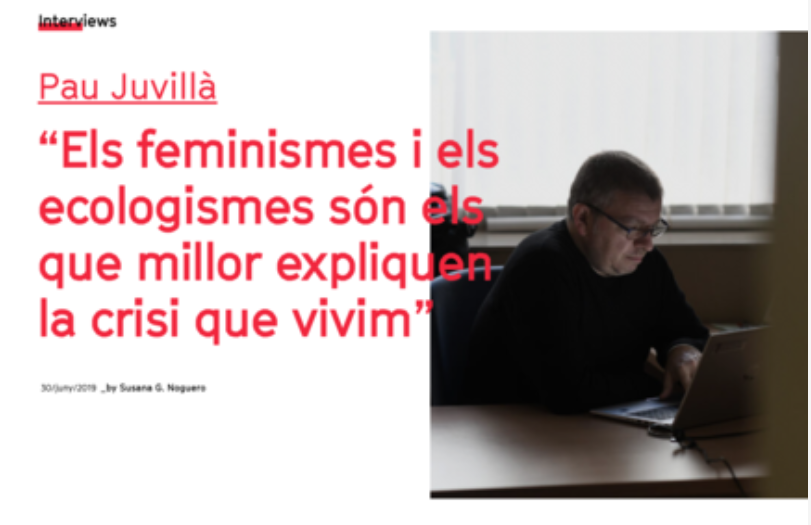 Interviews
Pau Juvillà
“Els feminismes i els
ecologismes són els
que millor expliquen
la crisi que vivim”
30/juny/2019 _by Susana G. Noguero